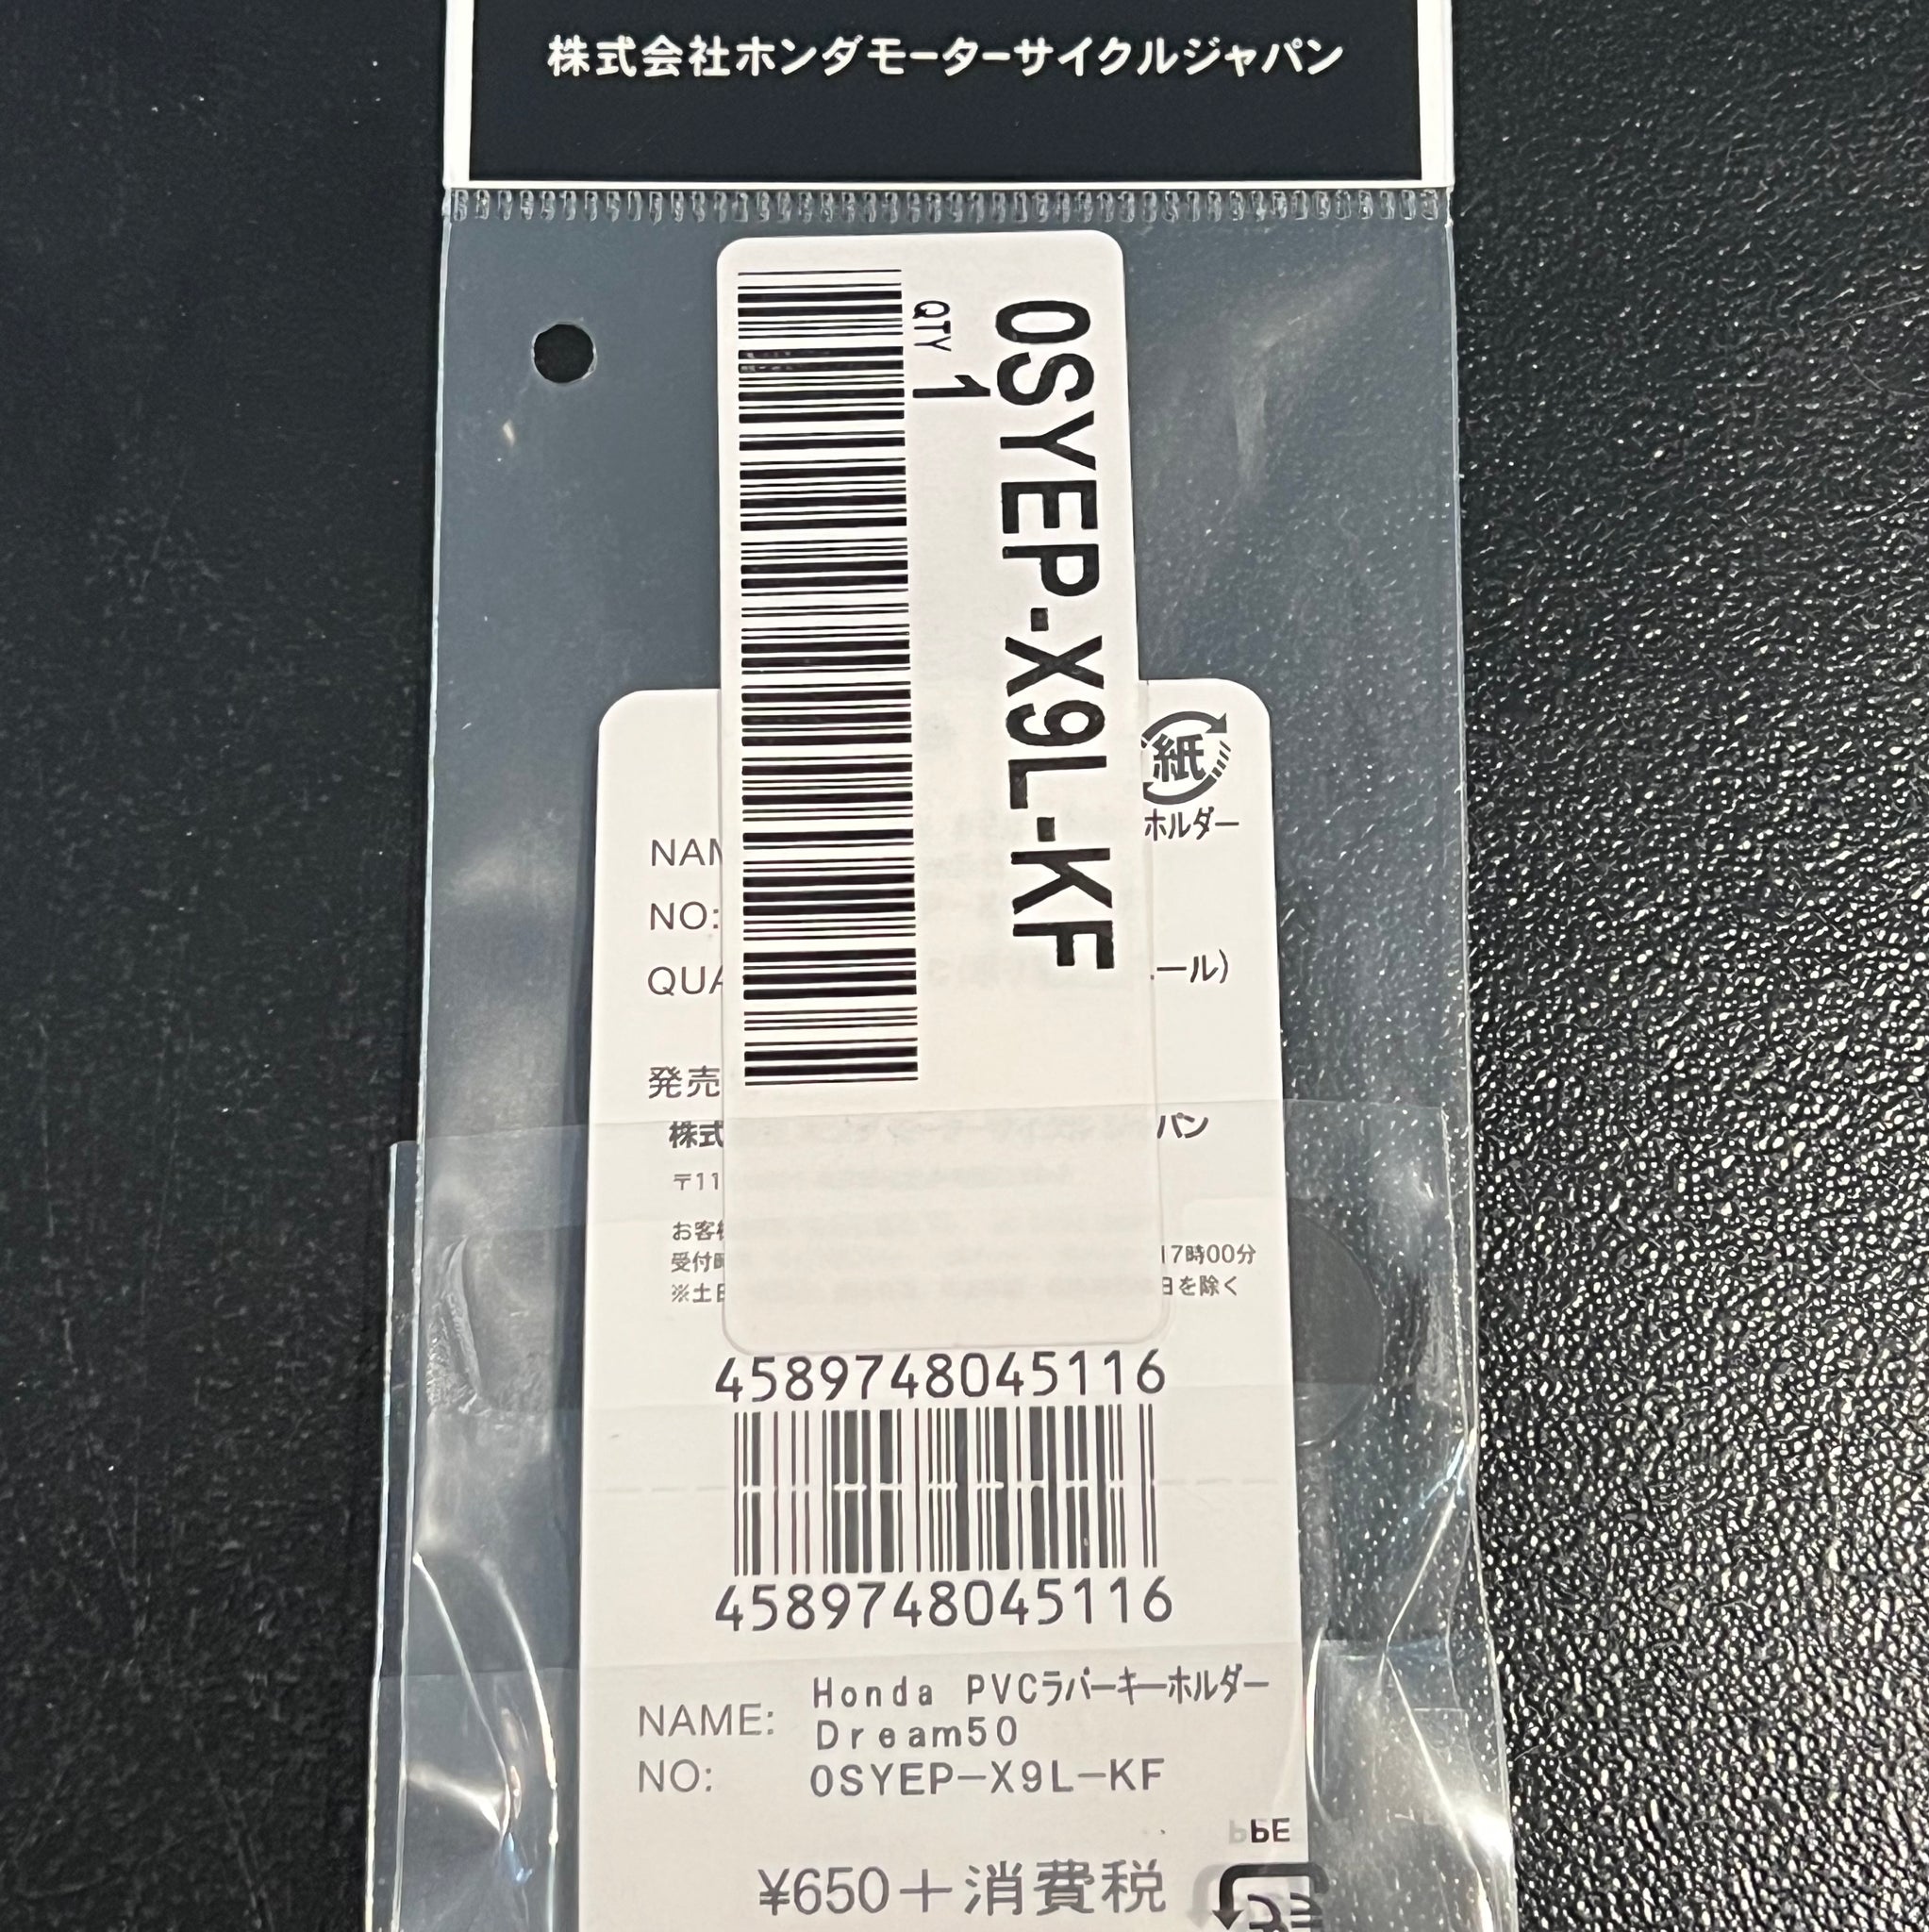 株式会社ホンダモーターサイクルジャパン
0SYEP-X9L-KF
QTY 1
紙
ホルダー
NAM
NO:
QUA ール)
発売
株式 パン
〒11
お客様
受付時 17時00分
※土日 日を除く
4589748045116
4589748045116
NAME: Honda PVCラバーキーホルダー
Dream50
NO: 0SYEP-X9L-KF
¥650+消費税